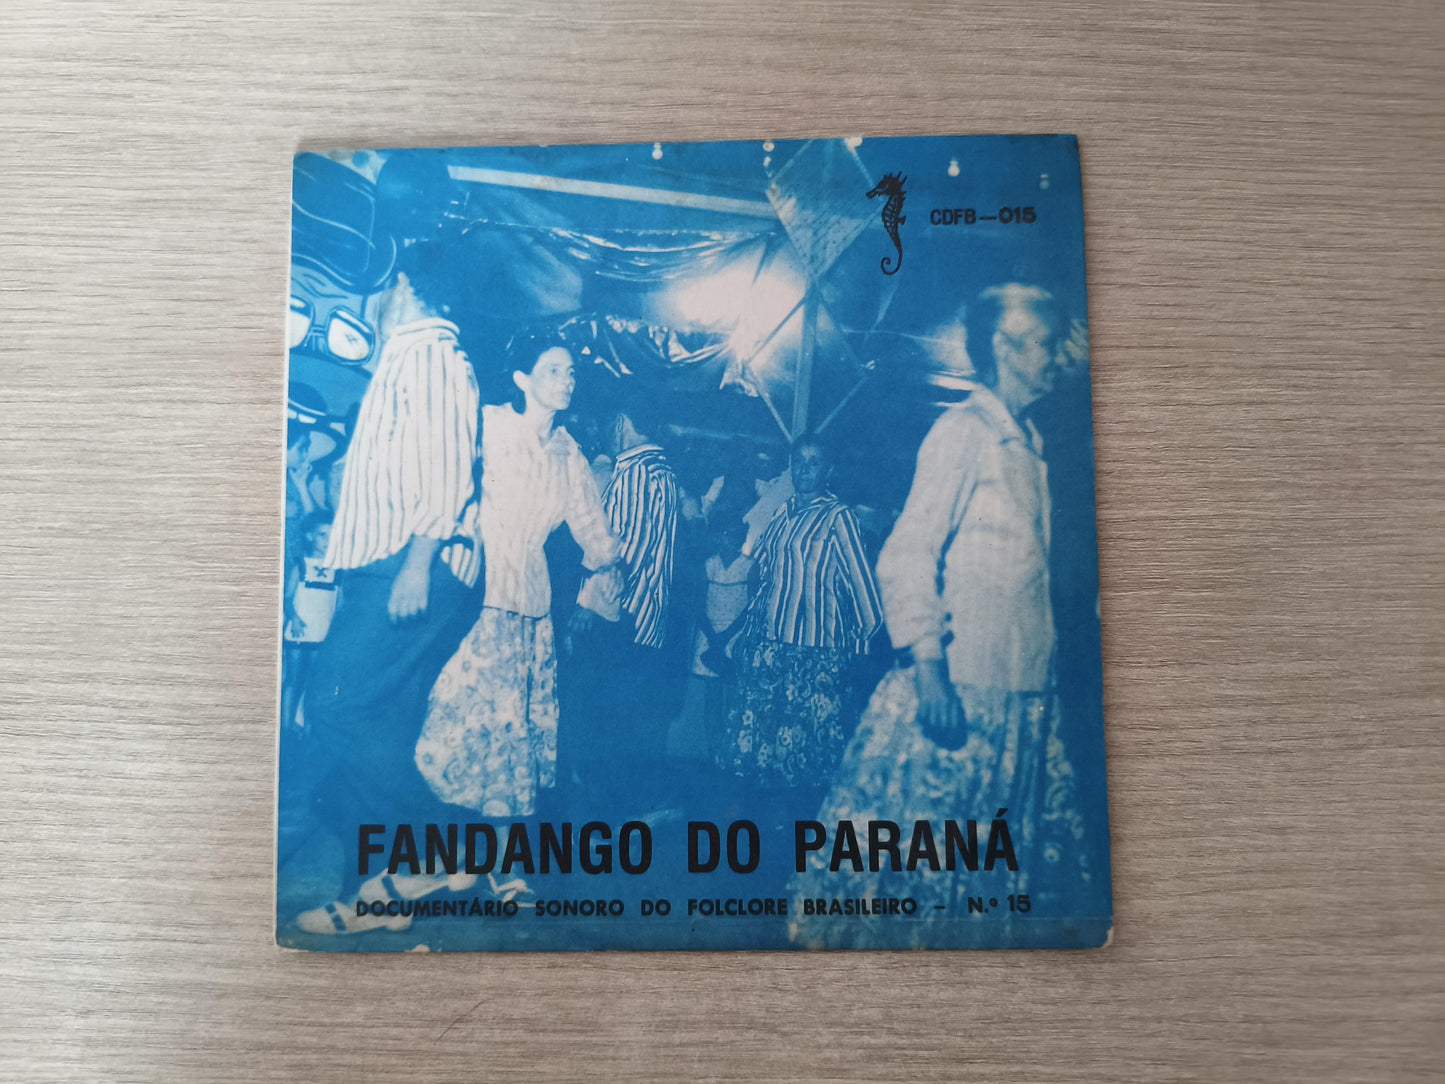 CDFB—015
FANDANGO DO PARANÁ
DOCUMENTÁRIO SONORO DO FOLCLORE BRASILEIRO – N.º 15